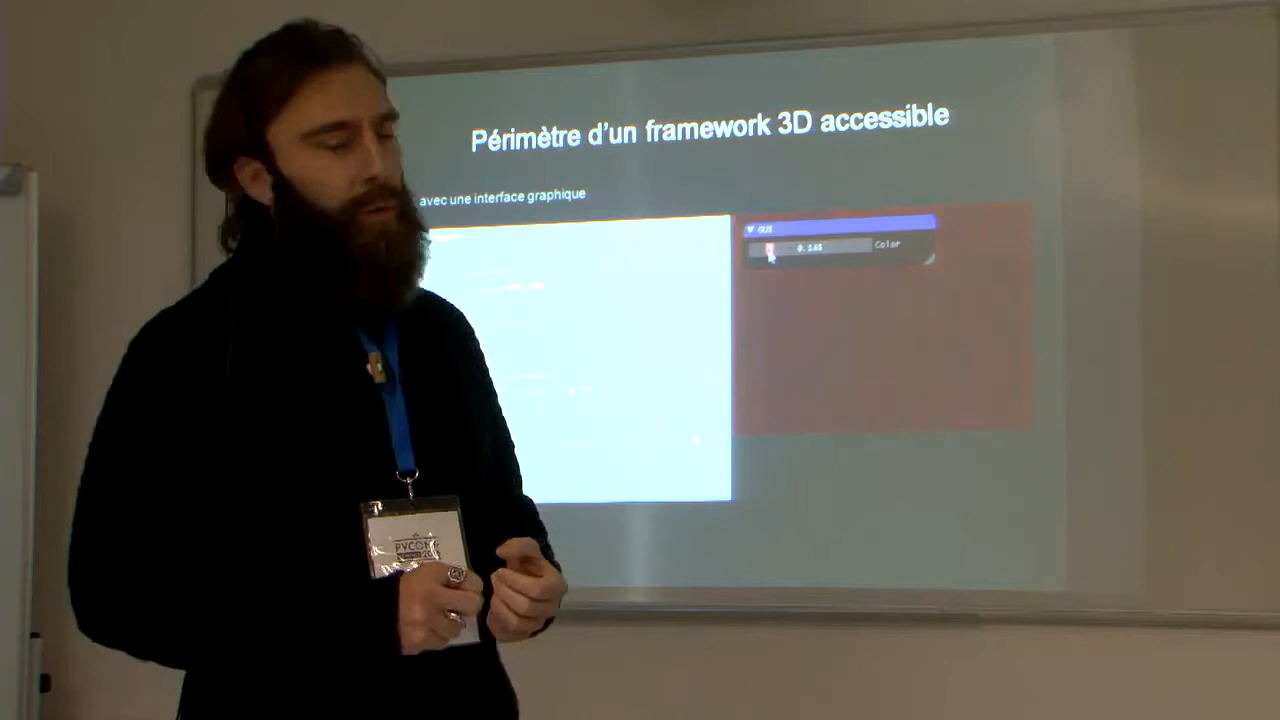 Périmètre d'un framework 3D accessible
avec une interface graphique
GUI
Color